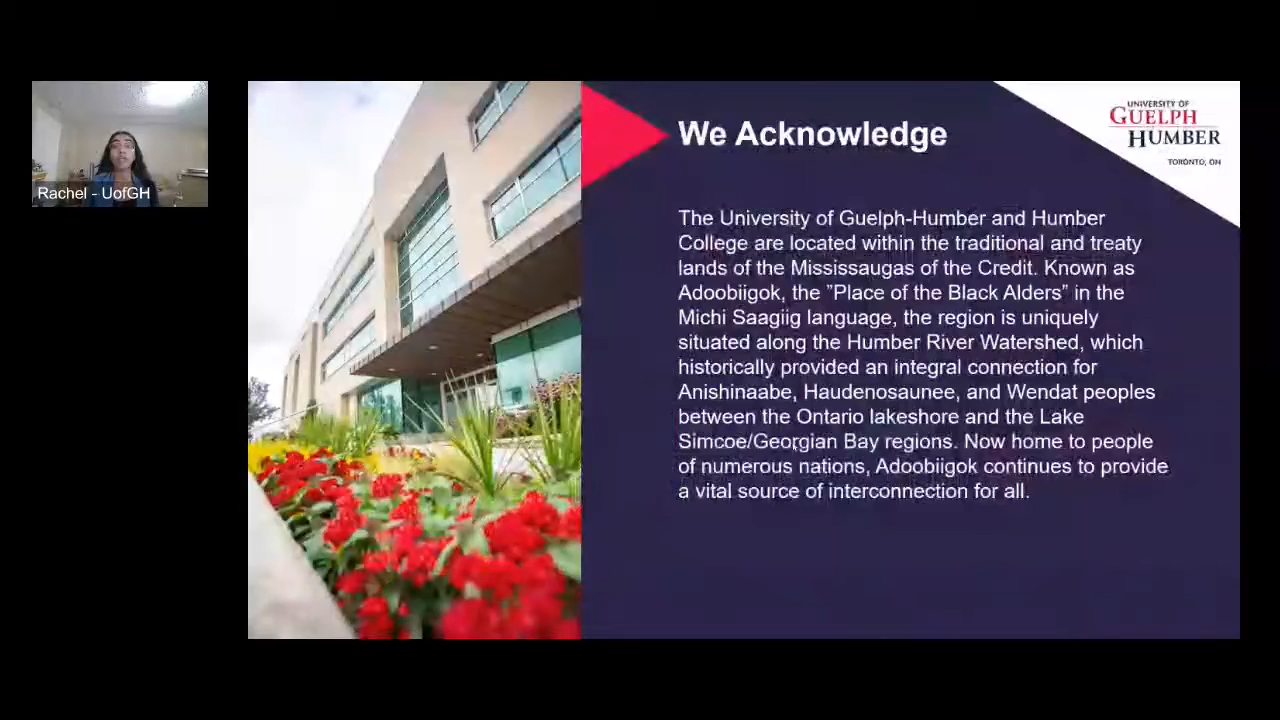 Rachel - UofGH
We Acknowledge
UNIVERSITY OF
GUELPH
HUMBER
TORONTO, ON
The University of Guelph-Humber and Humber
College are located within the traditional and treaty
lands of the Mississaugas of the Credit. Known as
Adoobiigok, the ”Place of the Black Alders” in the
Michi Saagiig language, the region is uniquely
situated along the Humber River Watershed, which
historically provided an integral connection for
Anishinaabe, Haudenosaunee, and Wendat peoples
between the Ontario lakeshore and the Lake
Simcoe/Georgian Bay regions. Now home to people
of numerous nations, Adoobiigok continues to provide
a vital source of interconnection for all.